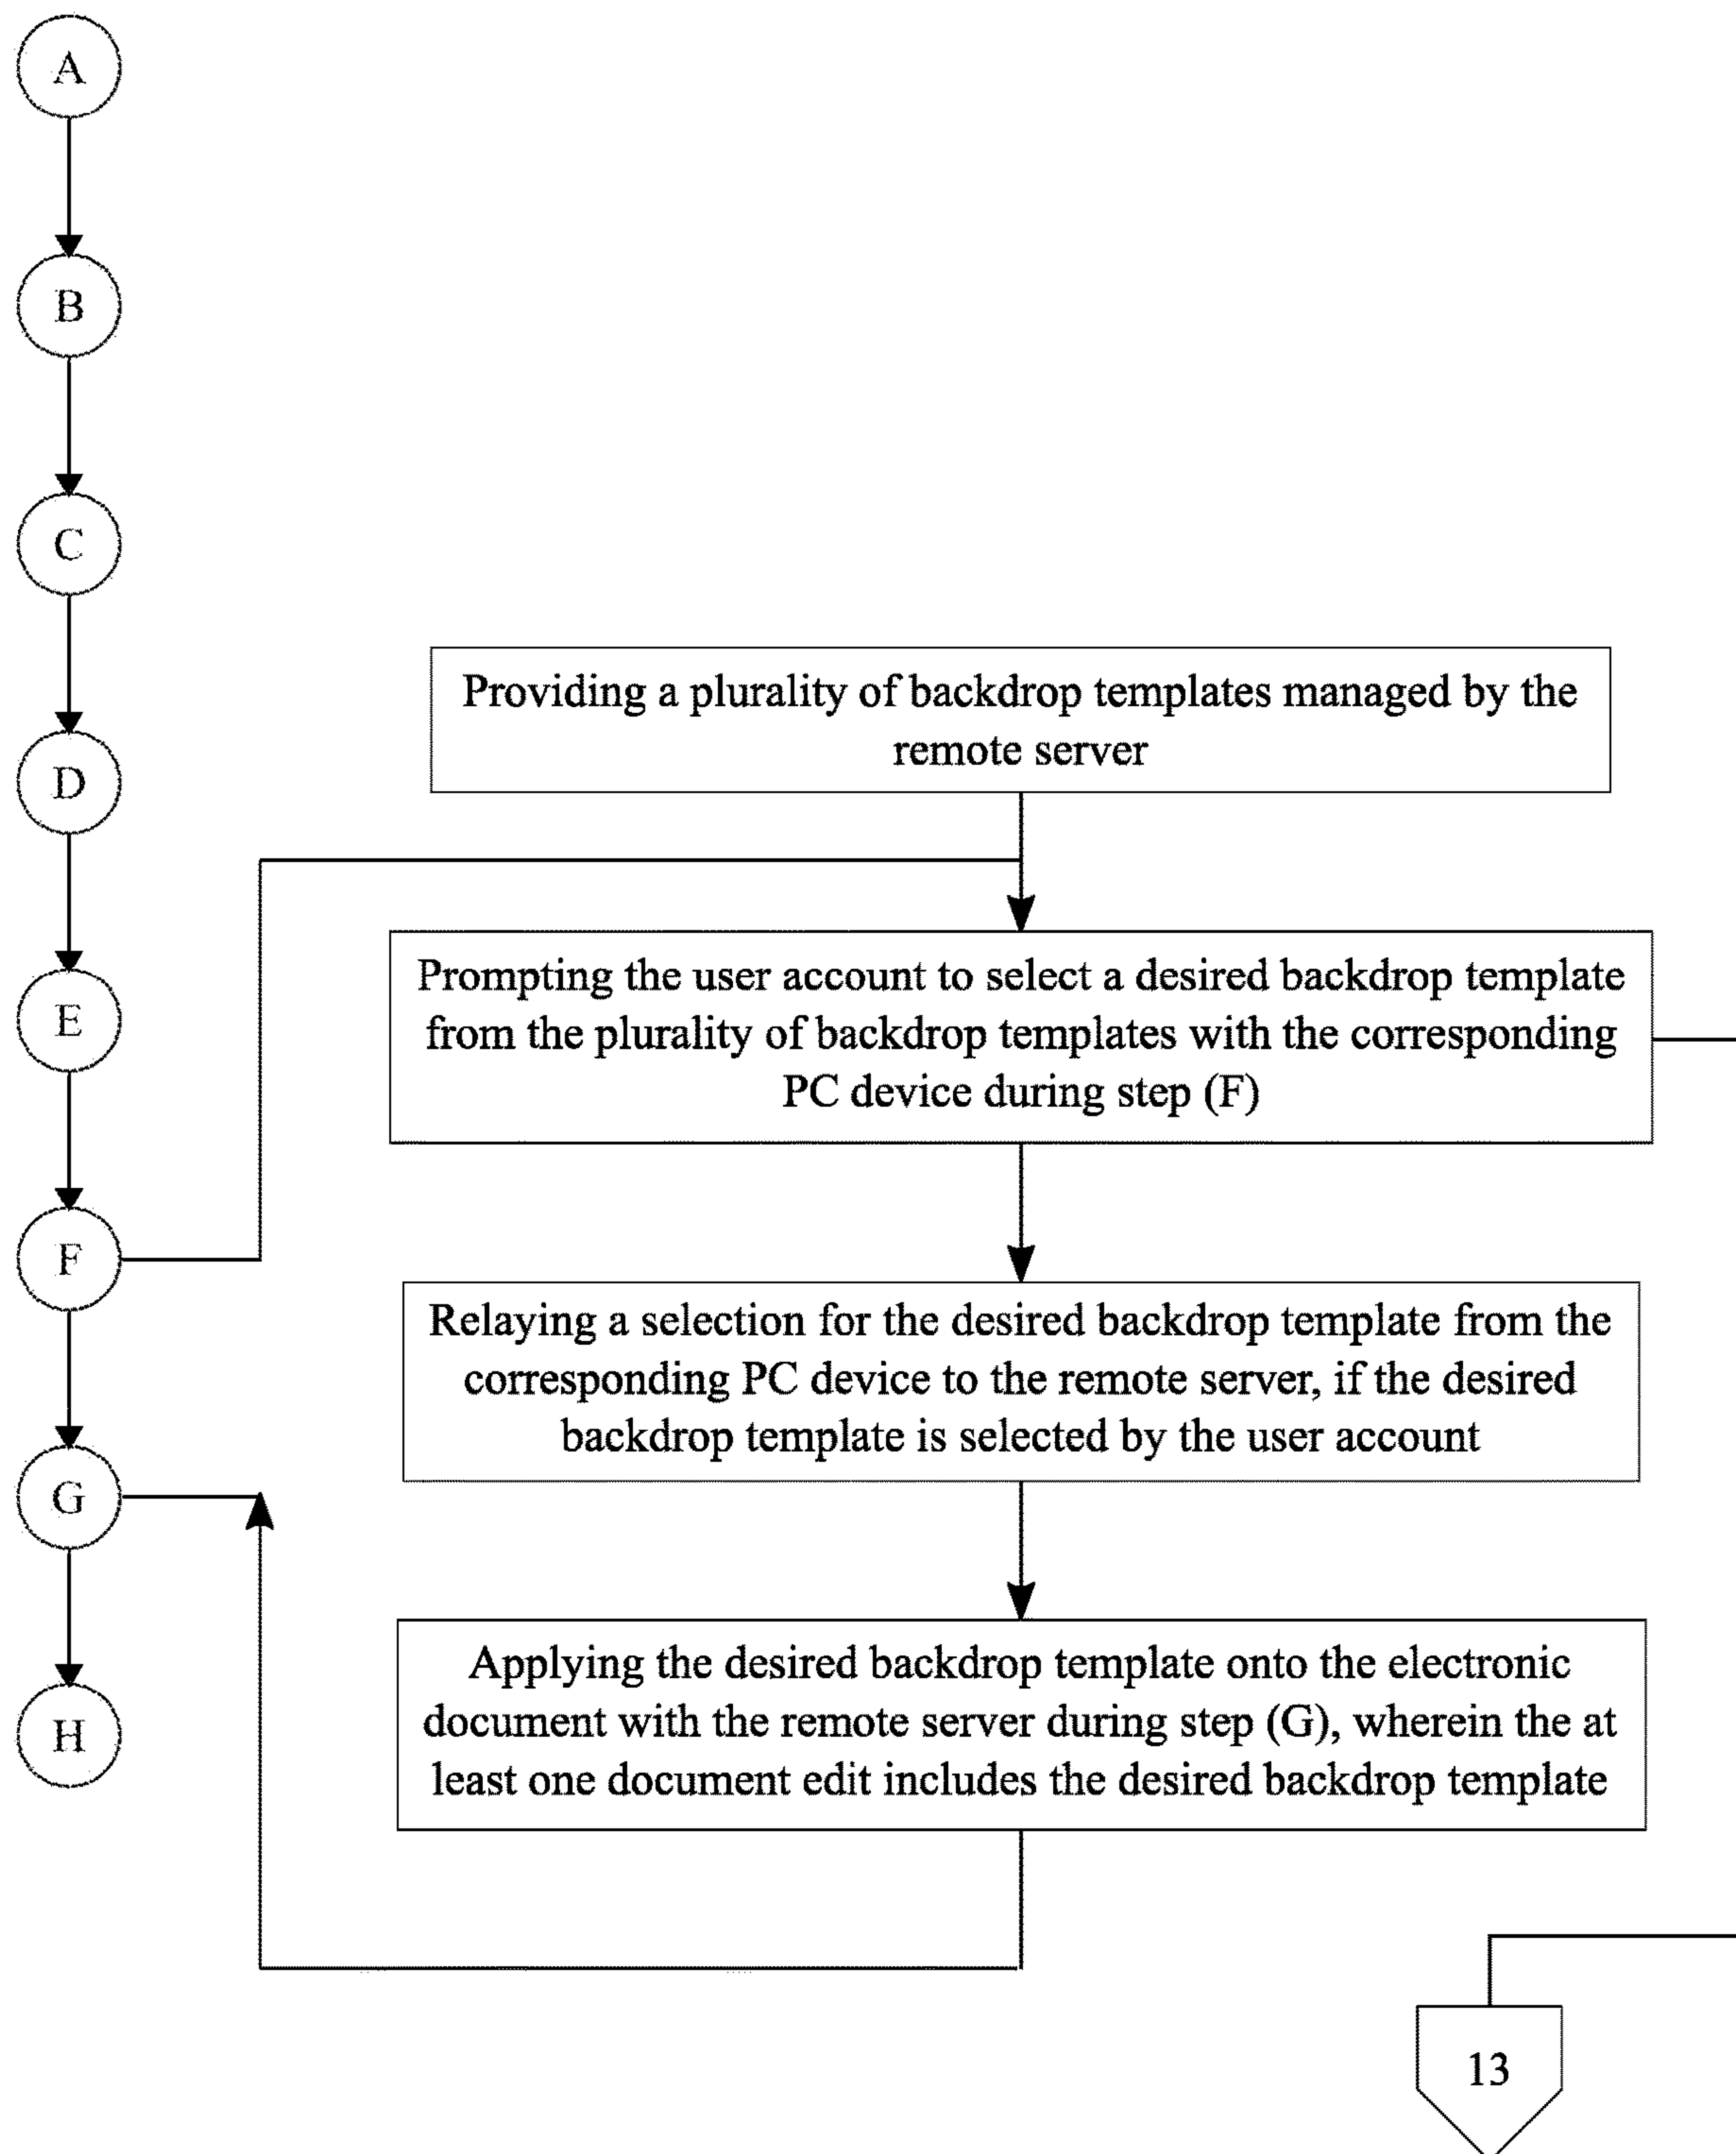 A
B
C
D
E
F
G
H
Providing a plurality of backdrop templates managed by the
remote server
Prompting the user account to select a desired backdrop template
from the plurality of backdrop templates with the corresponding
PC device during step (F)
Relaying a selection for the desired backdrop template from the
corresponding PC device to the remote server, if the desired
backdrop template is selected by the user account
Applying the desired backdrop template onto the electronic
document with the remote server during step (G), wherein the at
least one document edit includes the desired backdrop template
13